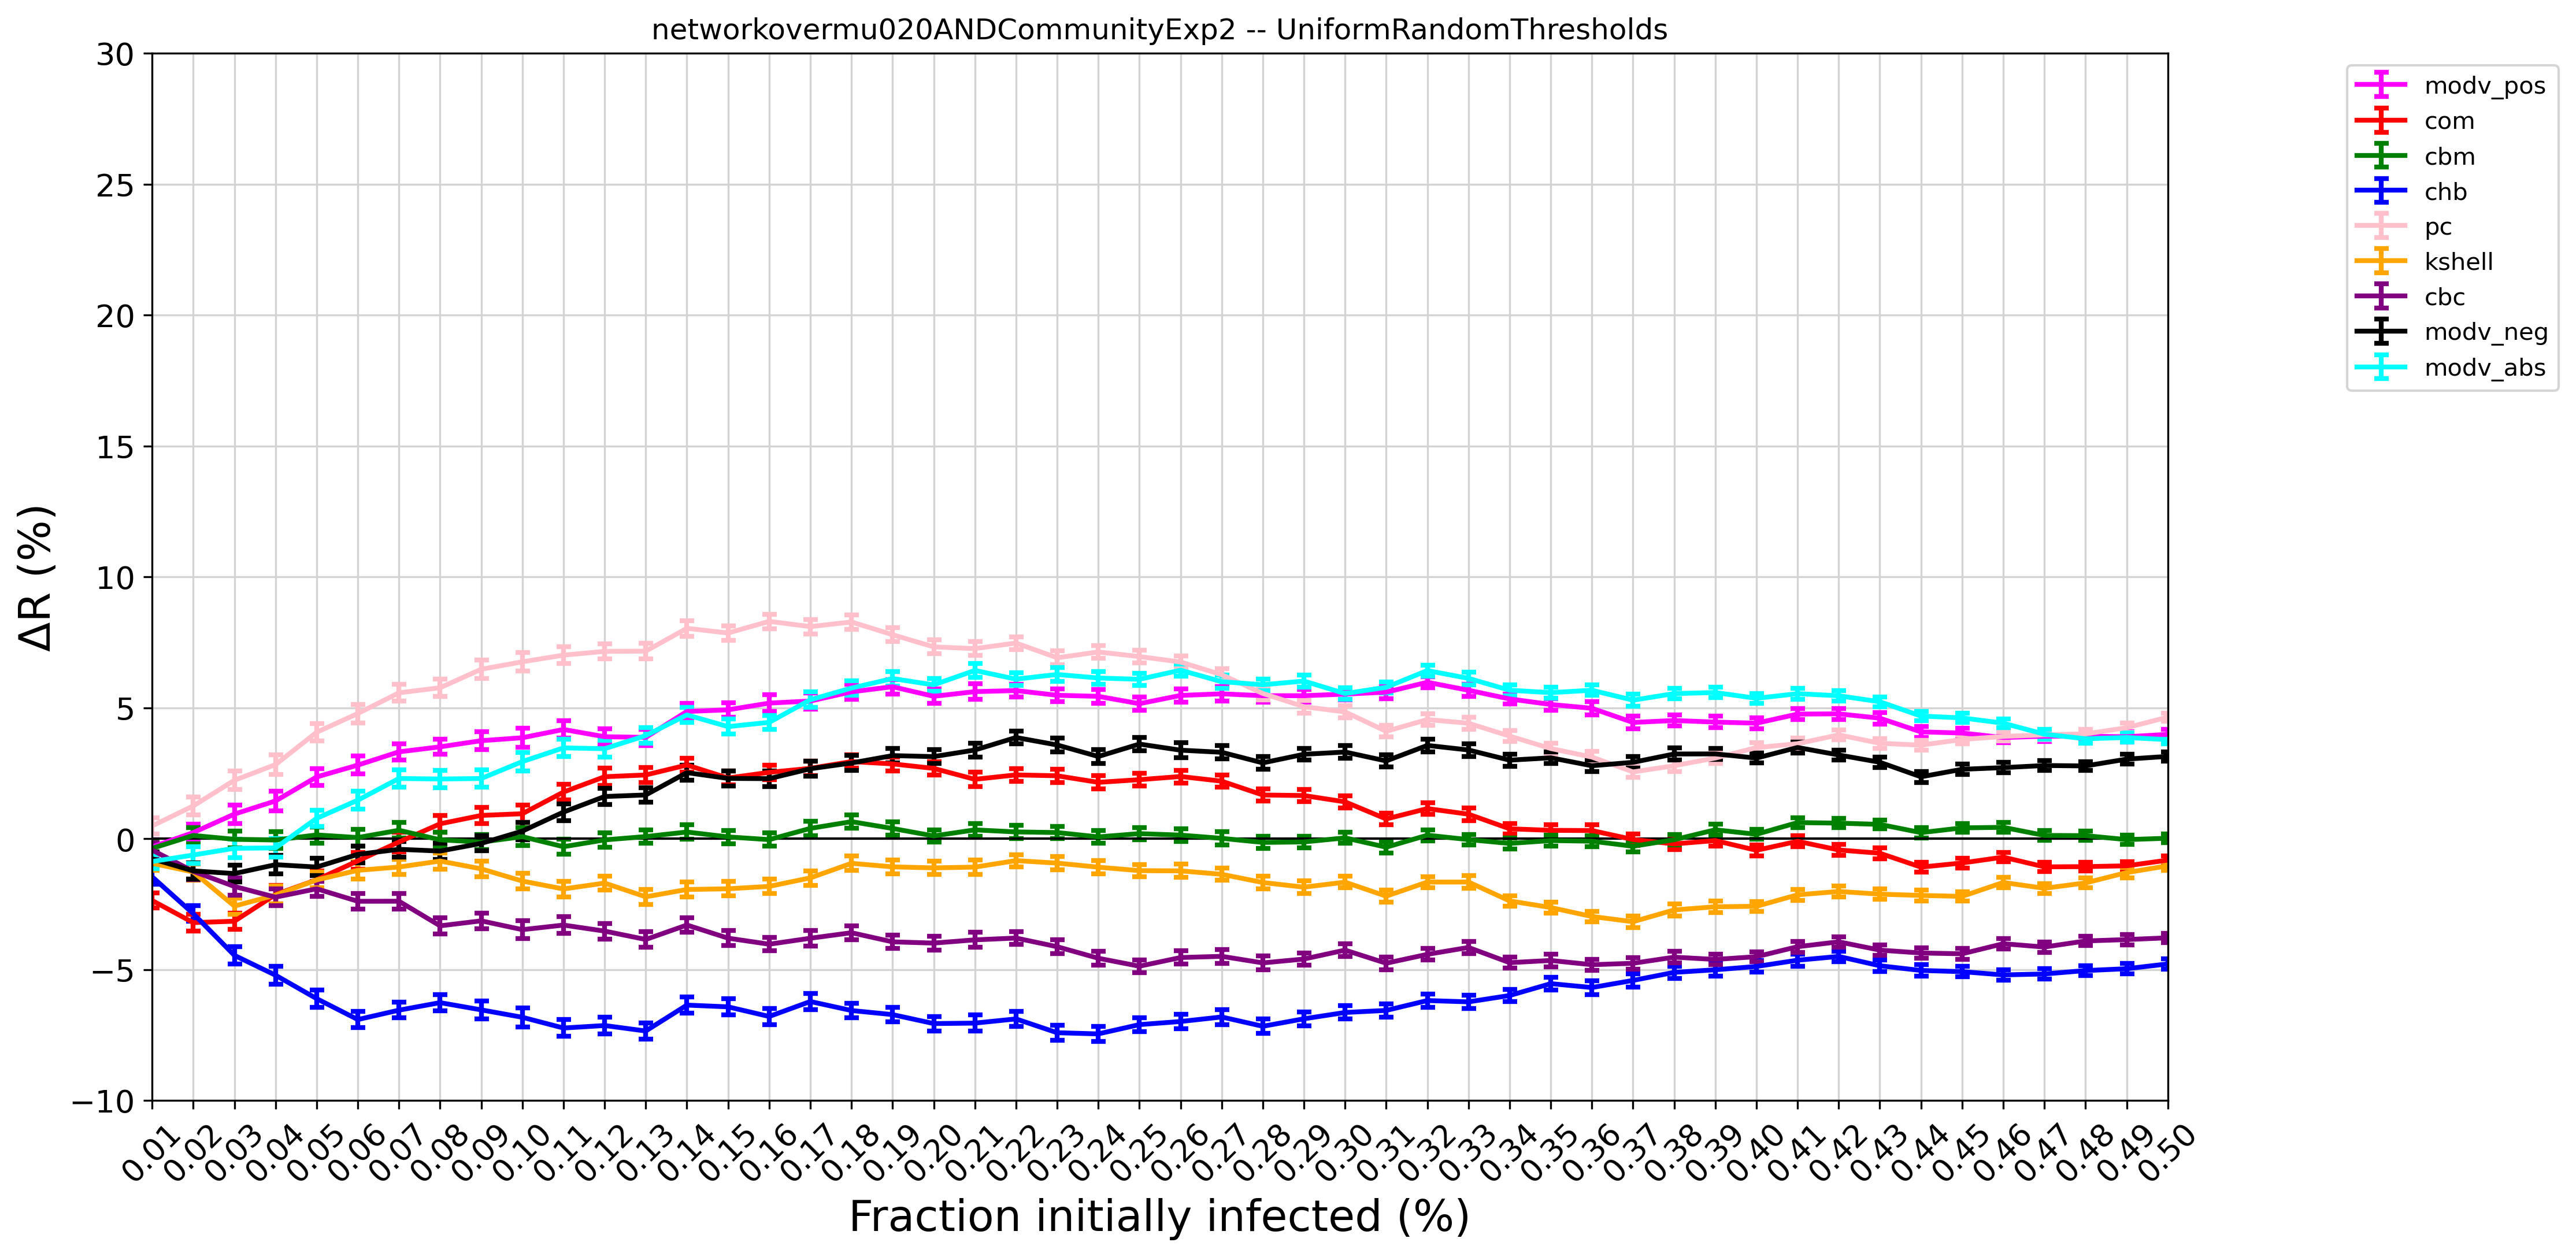 networkovermu020ANDCommunityExp2 -- UniformRandomThresholds
30
25
20
15
10
5
0
−5
−10
ΔR (%)
0.01 0.02 0.03 0.04 0.05 0.06 0.07 0.08 0.09 0.10 0.11 0.12 0.13 0.14 0.15 0.16 0.17 0.18 0.19 0.20 0.21 0.22 0.23 0.24 0.25 0.26 0.27 0.28 0.29 0.30 0.31 0.32 0.33 0.34 0.35 0.36 0.37 0.38 0.39 0.40 0.41 0.42 0.43 0.44 0.45 0.46 0.47 0.48 0.49 0.50
Fraction initially infected (%)
modv_pos
com
cbm
chb
pc
kshell
cbc
modv_neg
modv_abs